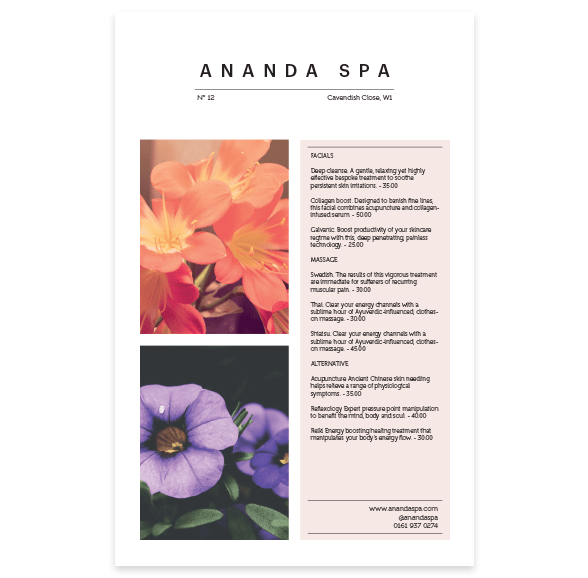 ANANDA SPA
N° 12
Cavendish Close, W1
FACIALS
Deep cleanse. A gentle, relaxing yet highly
effective bespoke treatment to soothe
persistent skin irritations. - 35.00
Collagen boost. Designed to banish fine lines,
this facial combines acupuncture and collagen-
infused serum. - 50.00
Galvanic. Boost productivity of your skincare
regime with this, deep penetrating, painless
technology. - 25.00
MASSAGE
Swedish. The results of this vigorous treatment
are immediate for sufferers of recurring
muscular pain. - 30.00
Thai. Clear your energy channels with a
sublime hour of Ayuverdic-influenced, clothes-
on massage. - 30.00
Shiatsu. Clear your energy channels with a
sublime hour of Ayuverdic-influenced, clothes-
on massage. - 45.00
ALTERNATIVE
Acupuncture Ancient Chinese skin needling
helps relieve a range of physiological
symptoms. - 35.00
Reflexology Expert pressure point manipulation
to benefit the mind, body and soul. - 40.00
Reiki Energy boosting healing treatment that
manipulates your body's energy flow. - 30.00
www.anandaspa.com
@anandaspa
0161 937 0274